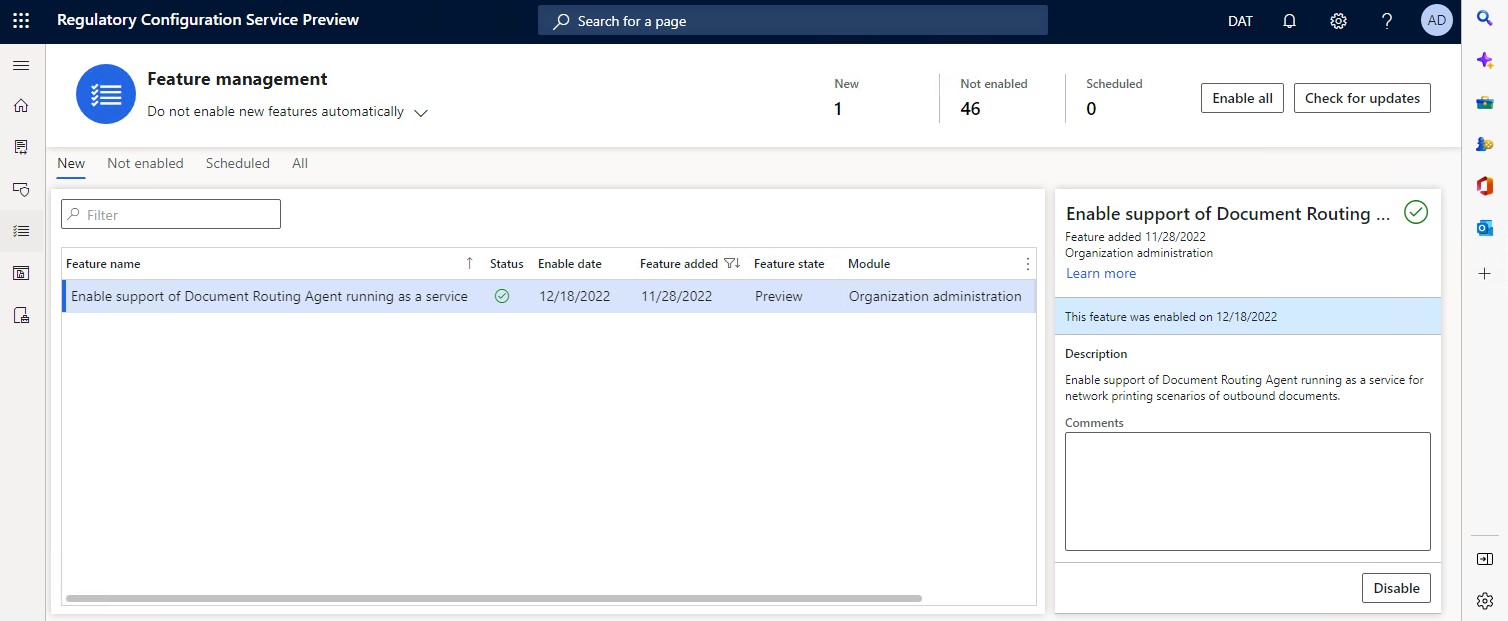 Regulatory Configuration Service Preview
Search for a page
DAT
?
AD
Feature management
Do not enable new features automatically
New
1
Not enabled
46
Scheduled
0
Enable all
Check for updates
New Not enabled Scheduled All
Filter
Feature name Status Enable date Feature added Feature state Module
Enable support of Document Routing Agent running as a service 12/18/2022 11/28/2022 Preview Organization administration
Enable support of Document Routing ...
Feature added 11/28/2022
Organization administration
Learn more
This feature was enabled on 12/18/2022
Description
Enable support of Document Routing Agent running as a service for
network printing scenarios of outbound documents.
Comments
Disable